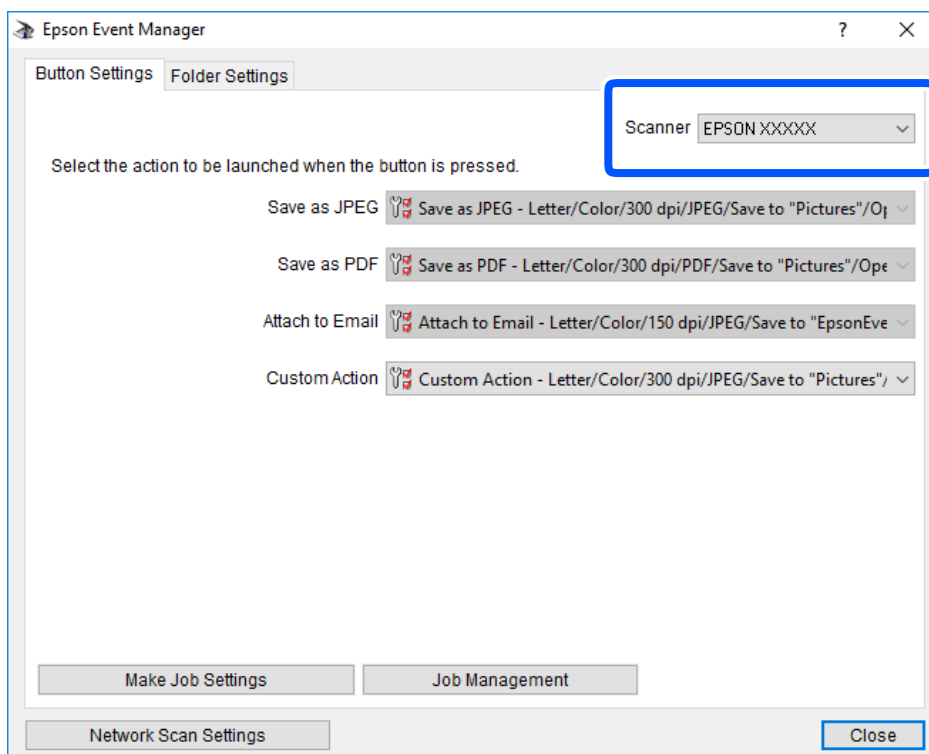 Epson Event Manager
Button Settings Folder Settings
Scanner EPSON XXXXX
Select the action to be launched when the button is pressed.
Save as JPEG Save as JPEG - Letter/Color/300 dpi/JPEG/Save to "Pictures"/Op
Save as PDF Save as PDF - Letter/Color/300 dpi/PDF/Save to "Pictures"/Ope
Attach to Email Attach to Email - Letter/Color/150 dpi/JPEG/Save to "EpsonEve
Custom Action Custom Action - Letter/Color/300 dpi/JPEG/Save to "Pictures"/
Make Job Settings Job Management
Network Scan Settings Close